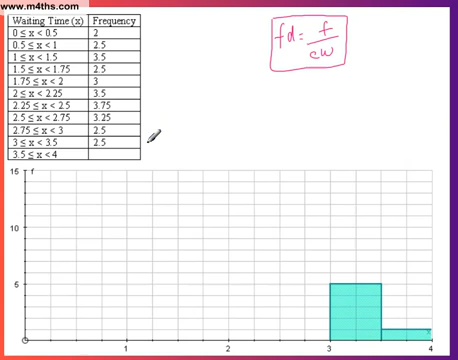 www.m4ths.com
Waiting Time (x) Frequency
0 ≤ x < 0.5 2
0.5 ≤ x < 1 2.5
1 ≤ x < 1.5 3.5
1.5 ≤ x < 1.75 2.5
1.75 ≤ x < 2 3
2 ≤ x < 2.25 3.5
2.25 ≤ x < 2.5 3.75
2.5 ≤ x < 2.75 3.25
2.75 ≤ x < 3 2.5
3 ≤ x < 3.5 2.5
3.5 ≤ x < 4
fd = f/cw
15 f
10
5
x
0 1 2 3 4